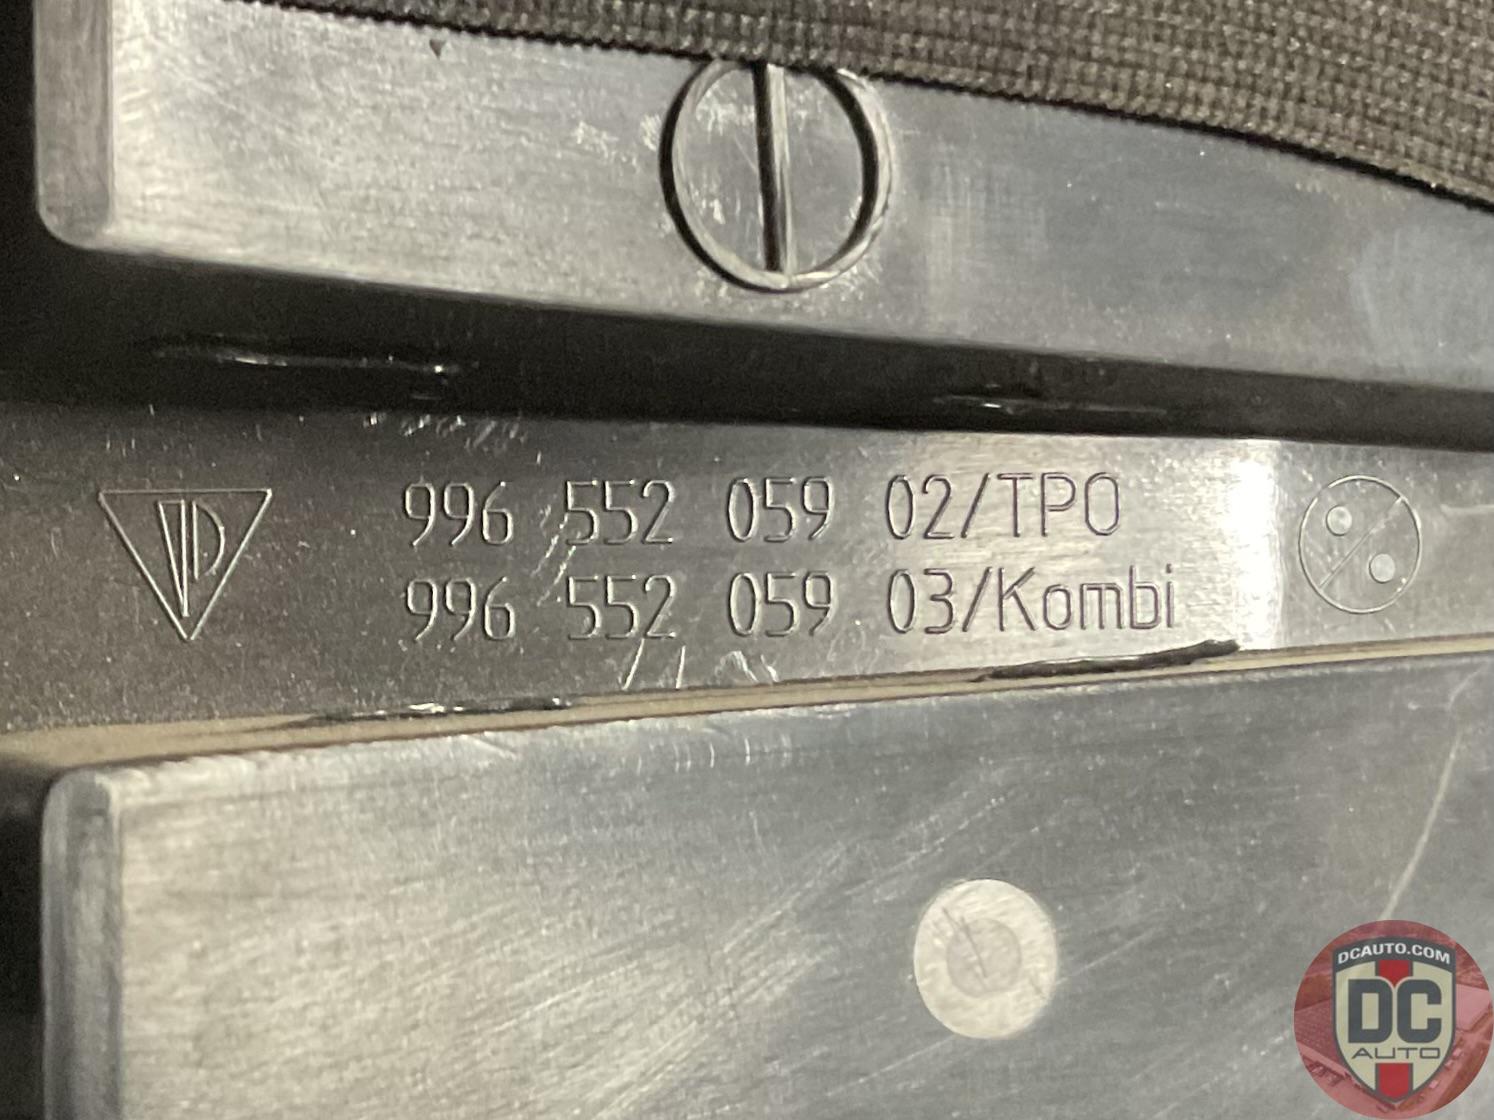 996 552 059 02/TPO
996 552 059 03/Kombi
DCAUTO.COM
DC
AUTO